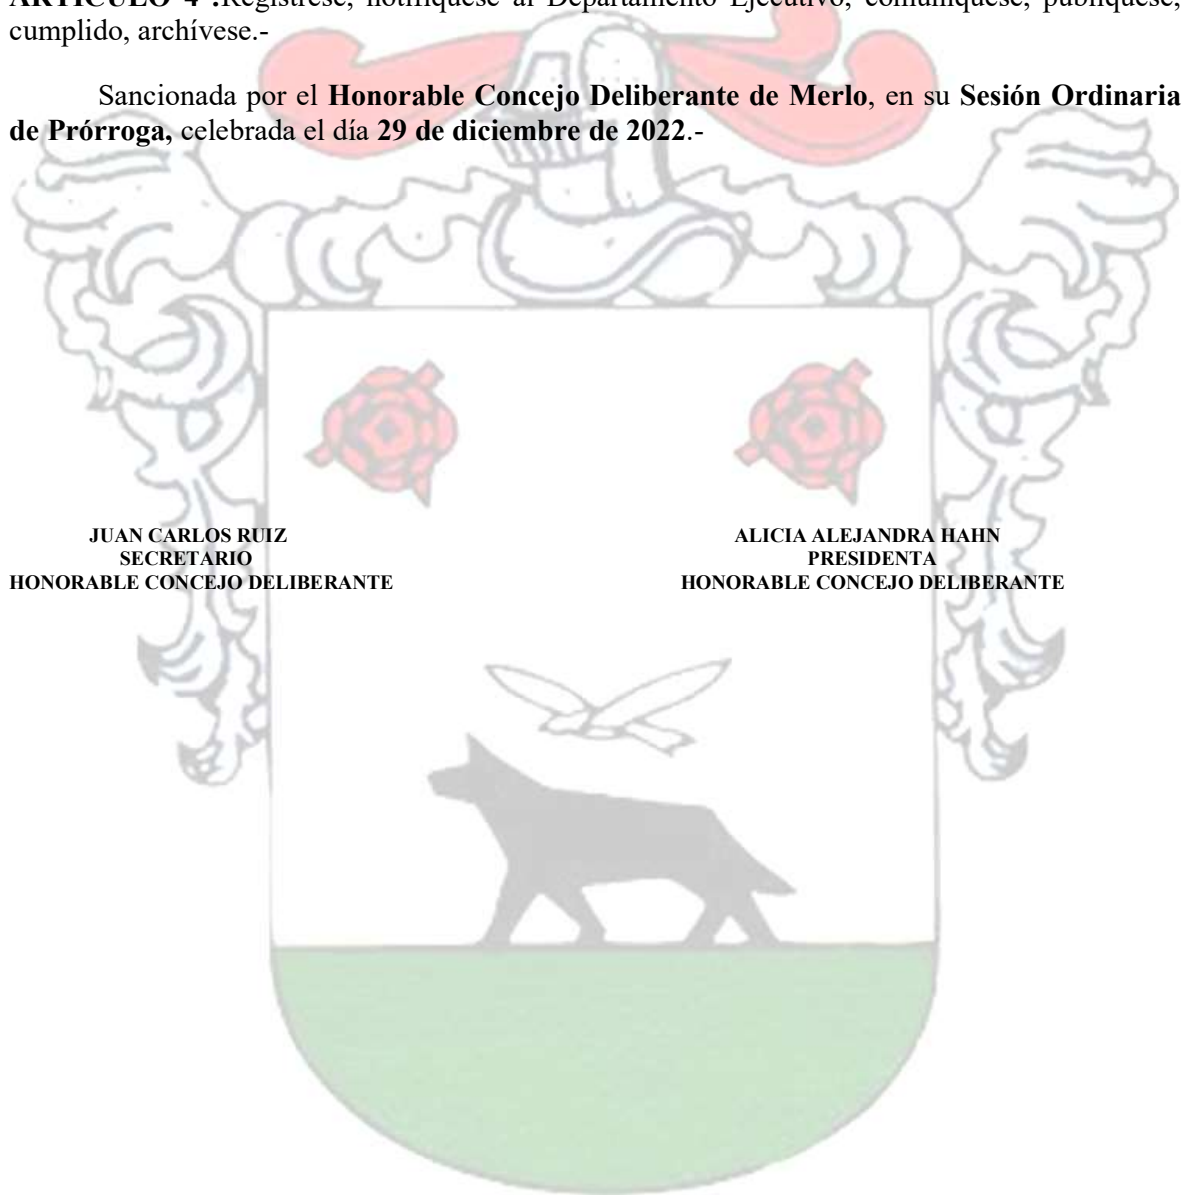 ARTÍCULO 4°:Regístrese, notifíquese al Departamento Ejecutivo, comuníquese, publíquese,
cumplido, archívese.-
Sancionada por el Honorable Concejo Deliberante de Merlo, en su Sesión Ordinaria
de Prórroga, celebrada el día 29 de diciembre de 2022.-
JUAN CARLOS RUIZ
SECRETARIO
HONORABLE CONCEJO DELIBERANTE
ALICIA ALEJANDRA HAHN
PRESIDENTA
HONORABLE CONCEJO DELIBERANTE